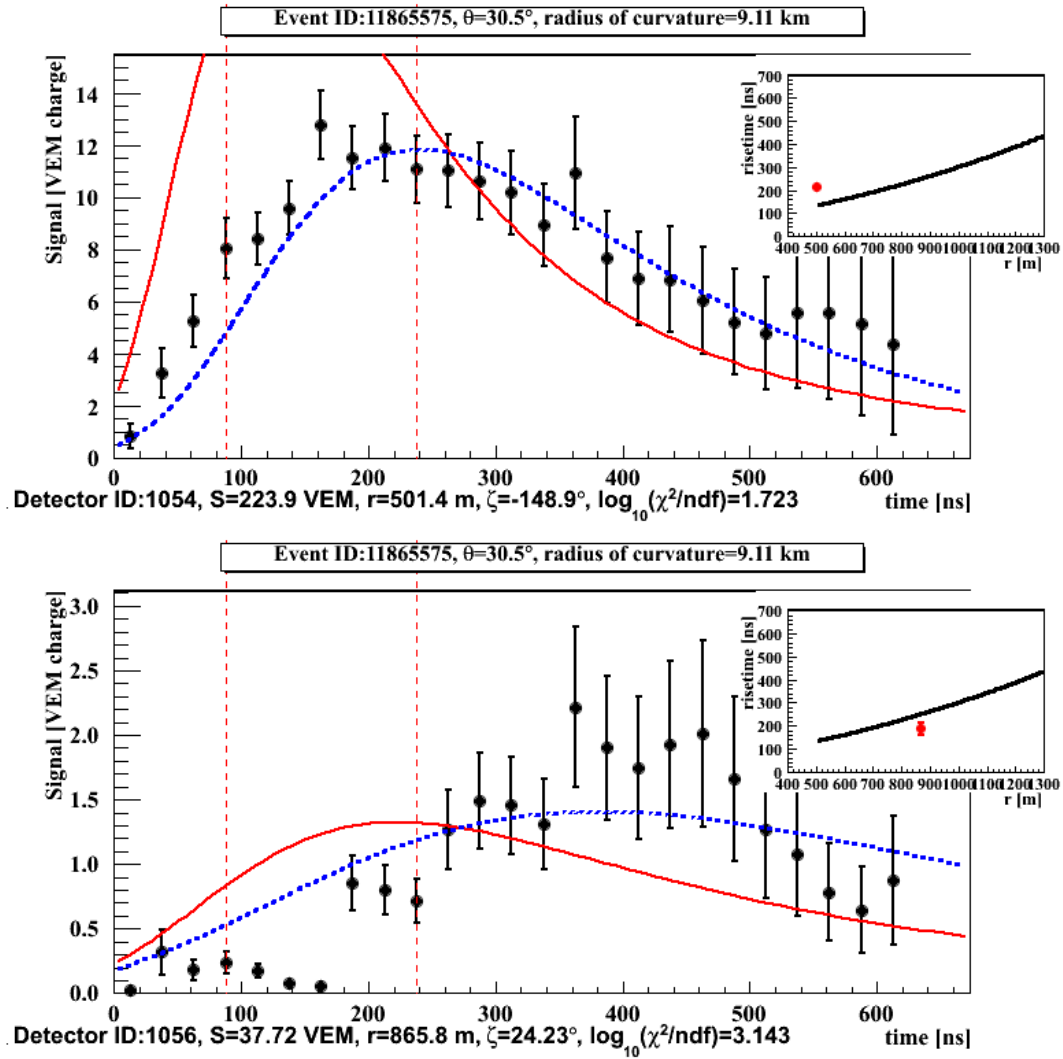 Event ID:11865575, θ=30.5°, radius of curvature=9.11 km
Signal [VEM charge]
14
12
10
8
6
4
2
0
0 100 200 300 400 500 600
time [ns]
risetime [ns]
700
600
500
400
300
200
100
0
400 500 600 700 800 900 1000 1100 1200 1300
r [m]
Detector ID:1054, S=223.9 VEM, r=501.4 m, ζ=-148.9°, log10(χ2/ndf)=1.723
Event ID:11865575, θ=30.5°, radius of curvature=9.11 km
Signal [VEM charge]
3.0
2.5
2.0
1.5
1.0
0.5
0.0
0 100 200 300 400 500 600
time [ns]
risetime [ns]
700
600
500
400
300
200
100
0
400 500 600 700 800 900 1000 1100 1200 1300
r [m]
Detector ID:1056, S=37.72 VEM, r=865.8 m, ζ=24.23°, log10(χ2/ndf)=3.143